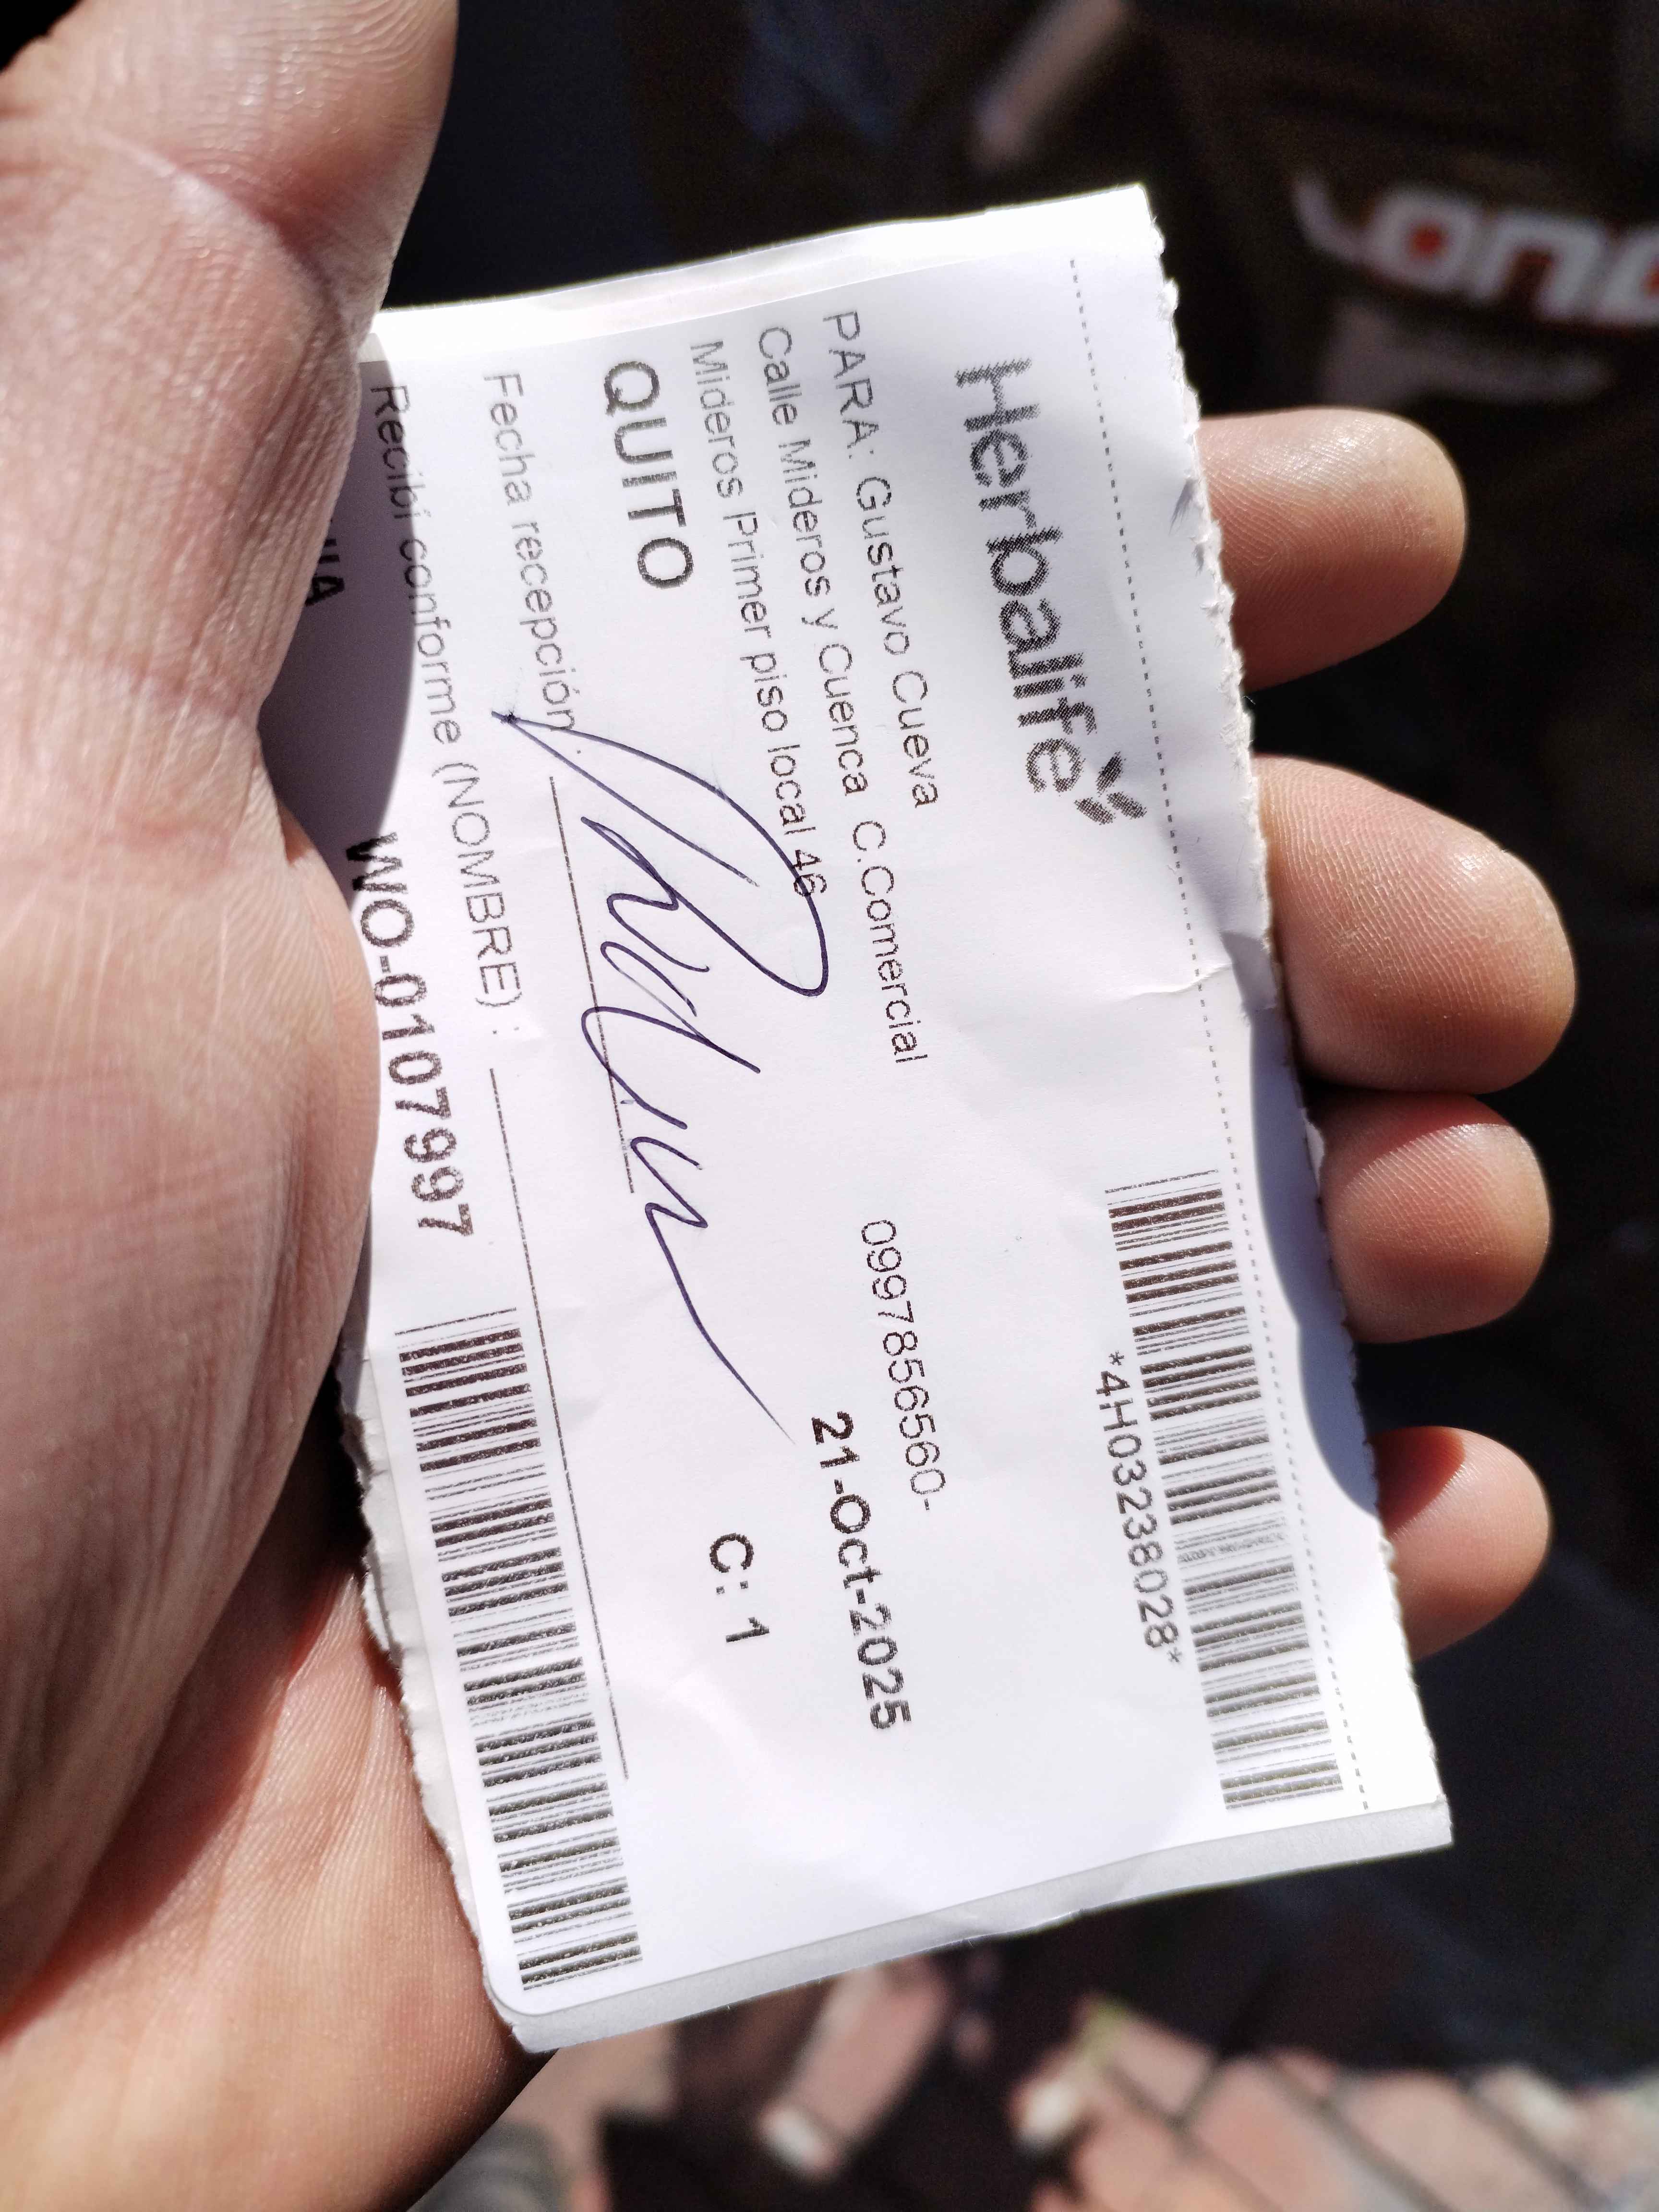 Herbalife
*4H03238028*
PARA: Gustavo Cueva
0997856560-
Calle Mideros y Cuenca C.Comercial
Mideros Primer piso local 46
21-Oct-2025
QUITO
C: 1
Fecha recepción
Recibí conforme (NOMBRE) :
WO-0107997